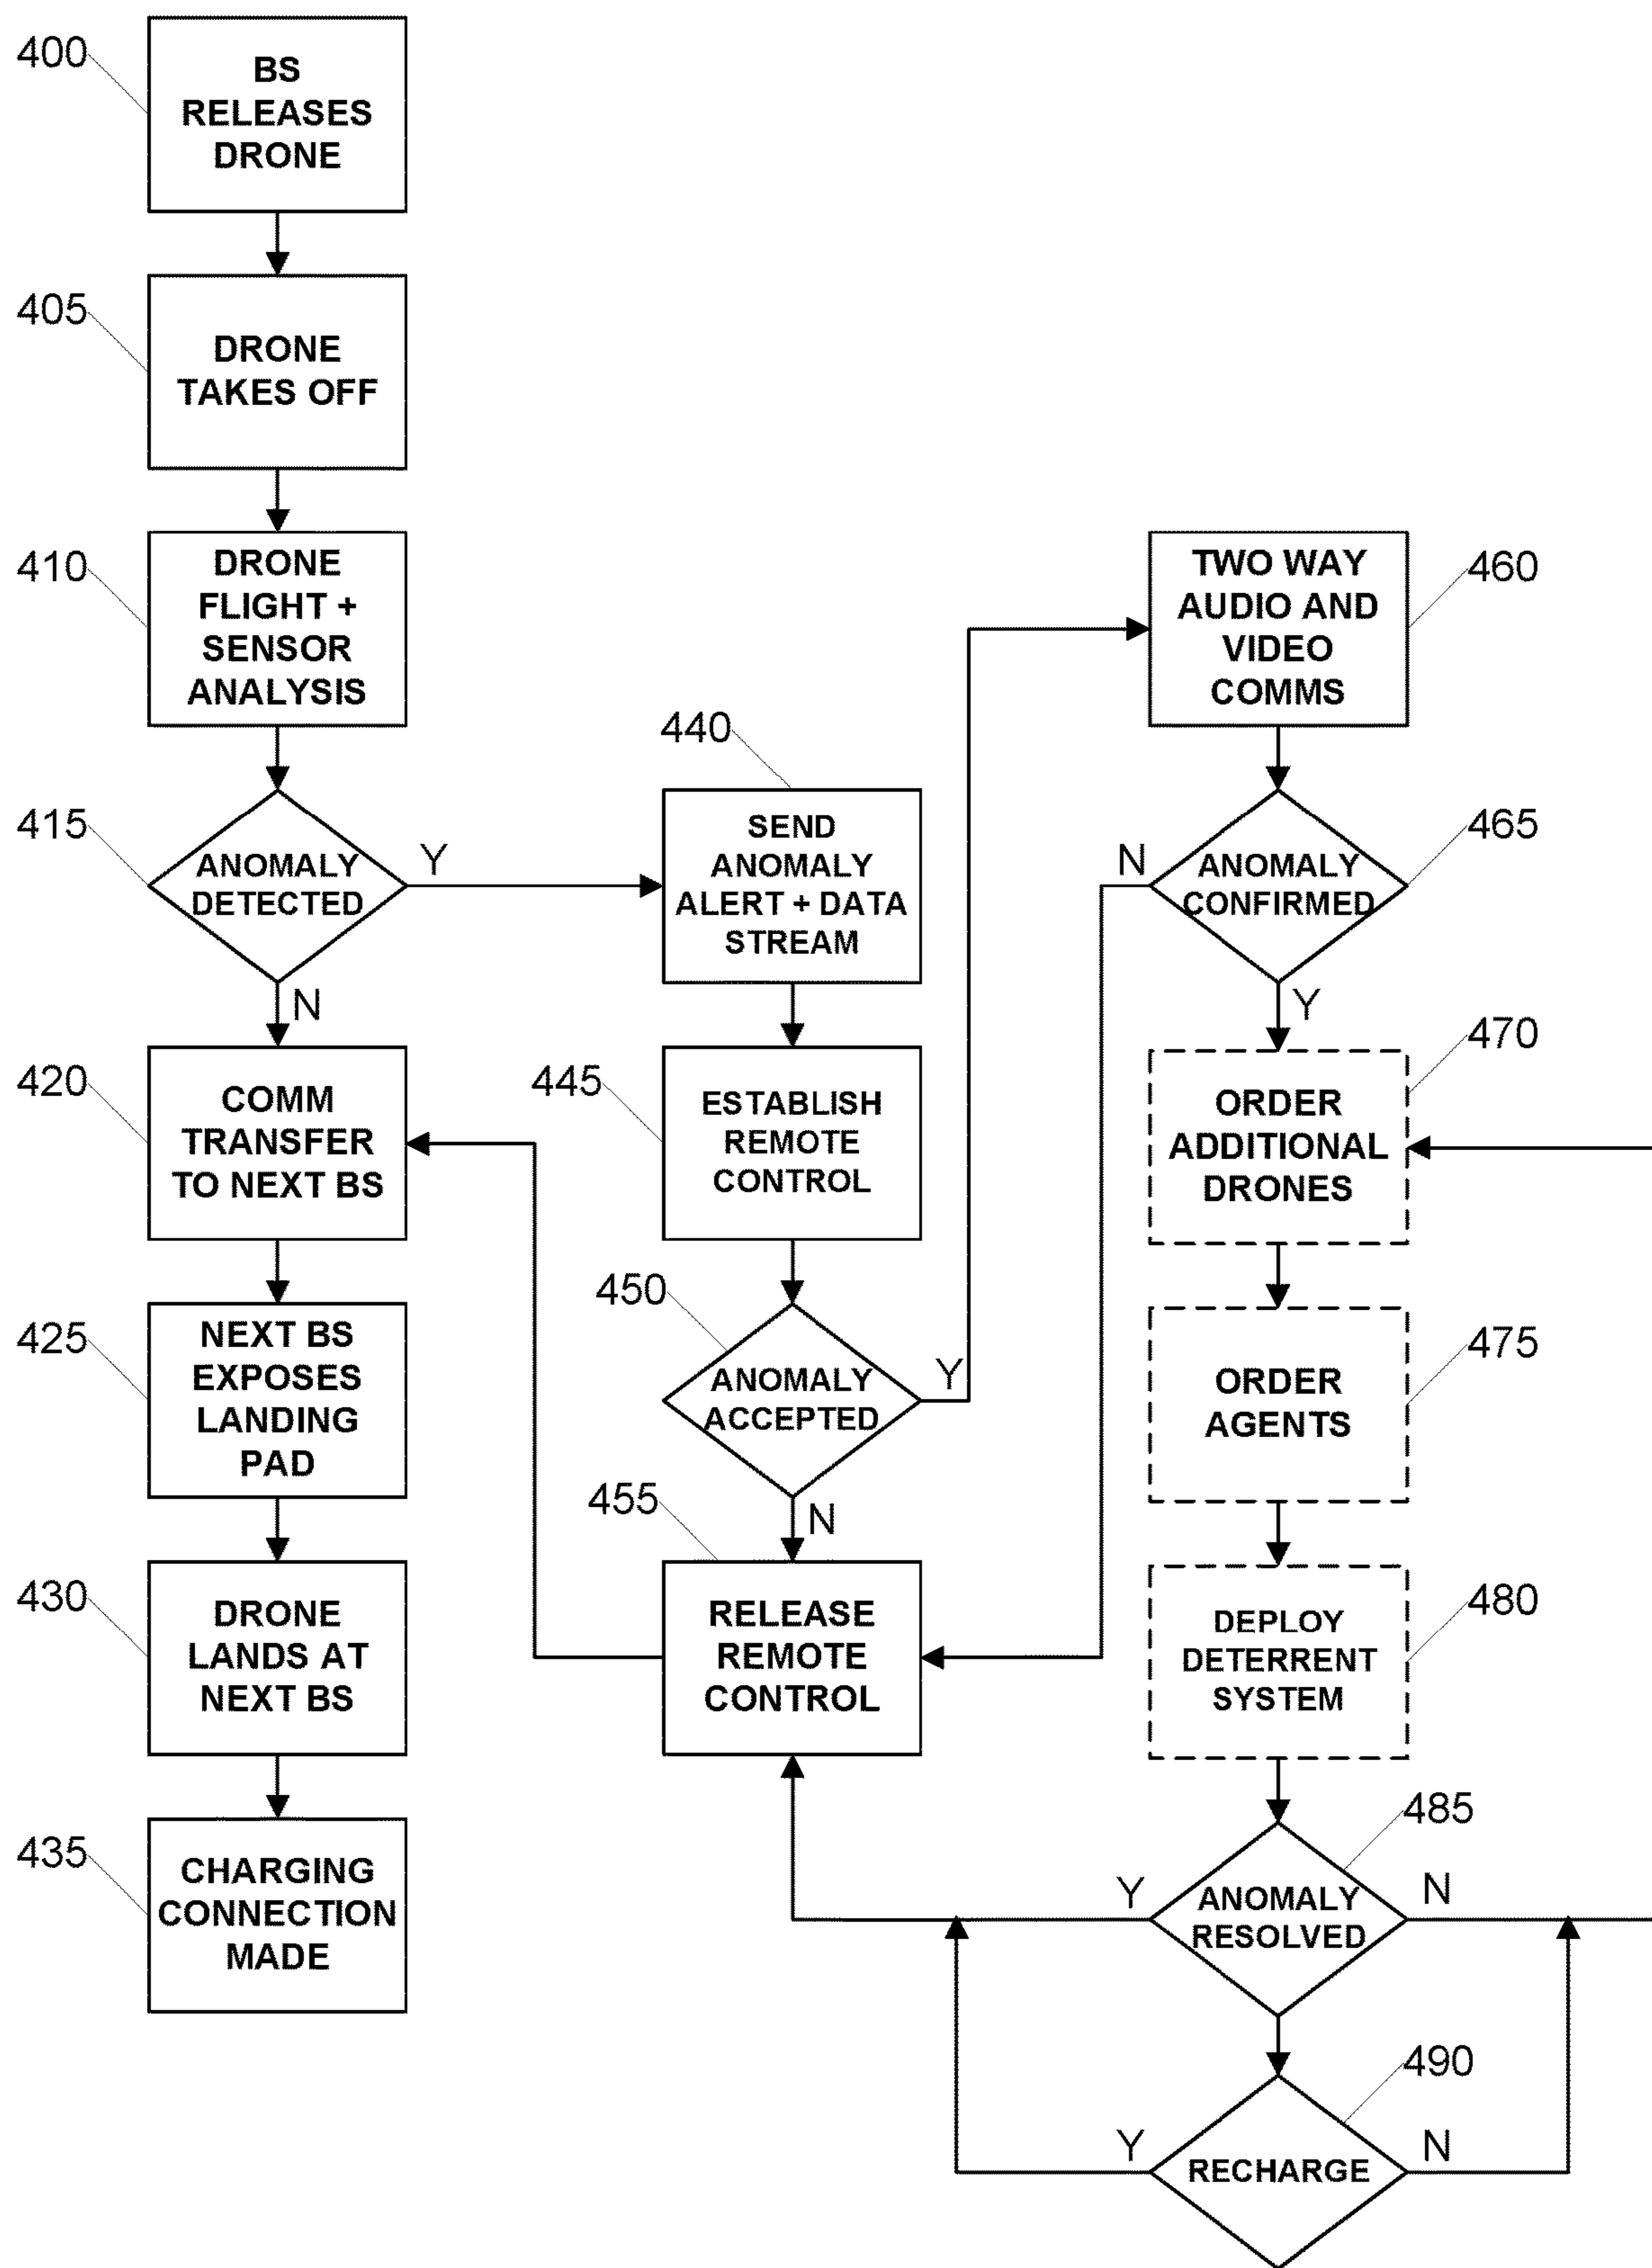 400
BS
RELEASES
DRONE
405
DRONE
TAKES OFF
410
DRONE
FLIGHT +
SENSOR
ANALYSIS
415
ANOMALY
DETECTED
Y
N
420
COMM
TRANSFER
TO NEXT BS
425
NEXT BS
EXPOSES
LANDING
PAD
430
DRONE
LANDS AT
NEXT BS
435
CHARGING
CONNECTION
MADE
440
SEND
ANOMALY
ALERT + DATA
STREAM
445
ESTABLISH
REMOTE
CONTROL
450
ANOMALY
ACCEPTED
Y
N
455
RELEASE
REMOTE
CONTROL
460
TWO WAY
AUDIO AND
VIDEO
COMMS
465
ANOMALY
CONFIRMED
N
Y
470
ORDER
ADDITIONAL
DRONES
475
ORDER
AGENTS
480
DEPLOY
DETERRENT
SYSTEM
485
ANOMALY
RESOLVED
Y
N
490
RECHARGE
Y
N